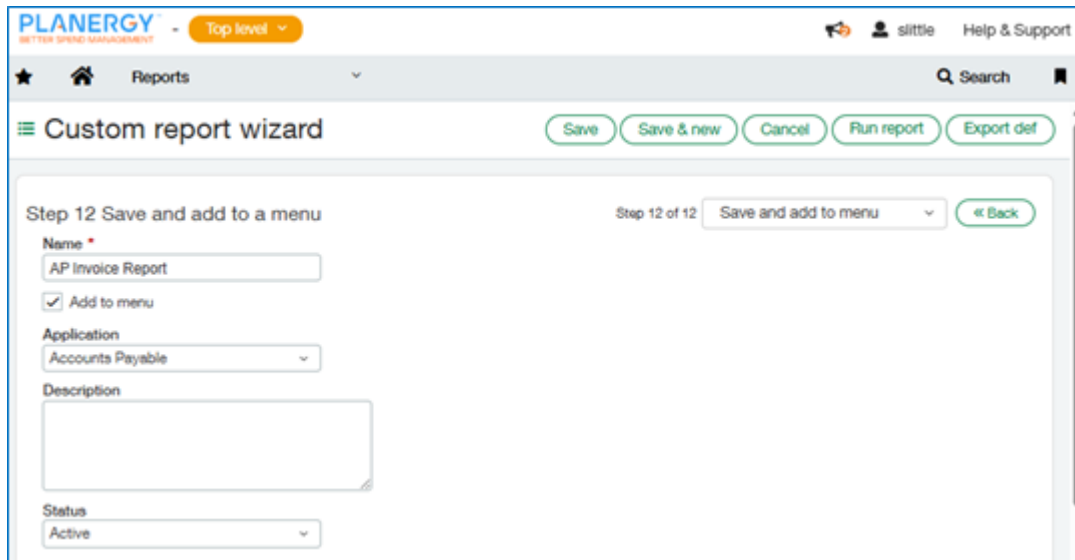 PLANERGY - Top level slittle Help & Support
BETTER SPEND MANAGEMENT
Reports Search
Custom report wizard Save Save & new Cancel Run report Export def
Step 12 Save and add to a menu Step 12 of 12 Save and add to menu « Back
Name *
AP Invoice Report
Add to menu
Application
Accounts Payable
Description
Status
Active